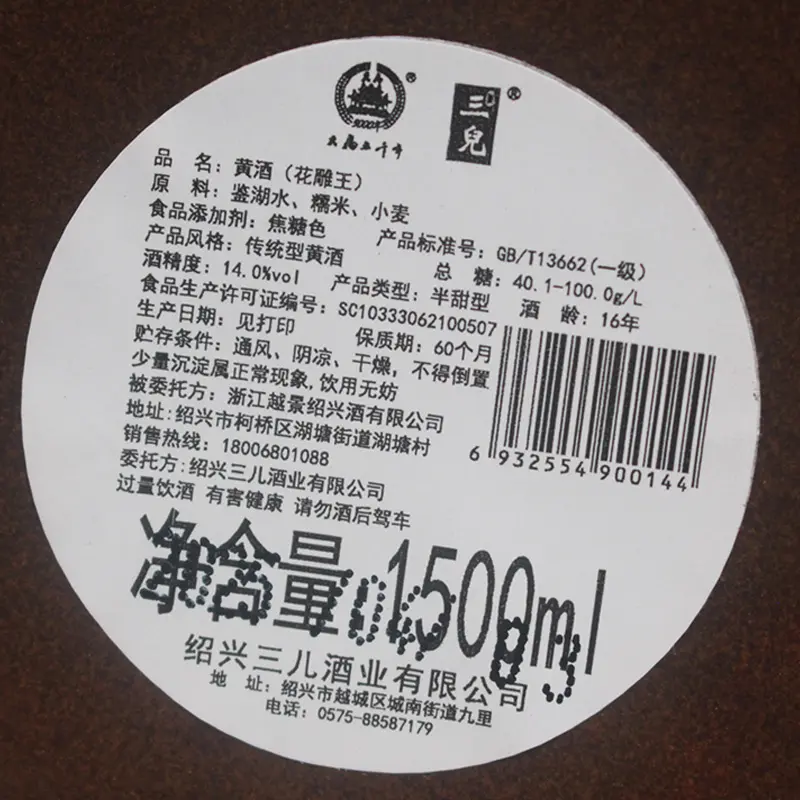 三兒
品 名：黄酒（花雕王）
原 料：鉴湖水、糯米、小麦
食品添加剂：焦糖色 产品标准号：GB/T13662(一级)
产品风格：传统型黄酒 总 糖：40.1-100.0g/L
酒精度：14.0%vol 产品类型：半甜型 酒 龄：16年
食品生产许可证编号：SC10333062100507
生产日期：见打印 保质期：60个月
贮存条件：通风、阴凉、干燥，不得倒置
少量沉淀属正常现象,饮用无妨
被委托方：浙江越景绍兴酒有限公司
地址:绍兴市柯桥区湖塘街道湖塘村
销售热线：18006801088
委托方:绍兴三儿酒业有限公司
过量饮酒 有害健康 请勿酒后驾车
6 932554 900144
净含量:1500ml
绍兴三儿酒业有限公司
地 址：绍兴市越城区城南街道九里
电话：0575-88587179